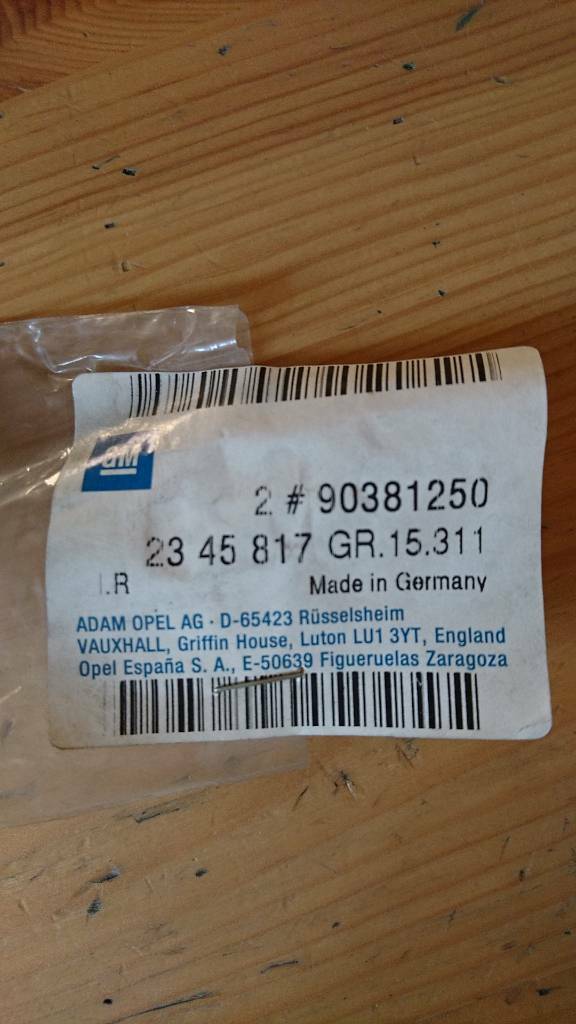 GM
2 # 90381250
23 45 817 GR.15.311
I.R Made in Germany
ADAM OPEL AG · D-65423 Rüsselsheim
VAUXHALL, Griffin House, Luton LU1 3YT, England
Opel España S. A., E-50639 Figueruelas Zaragoza